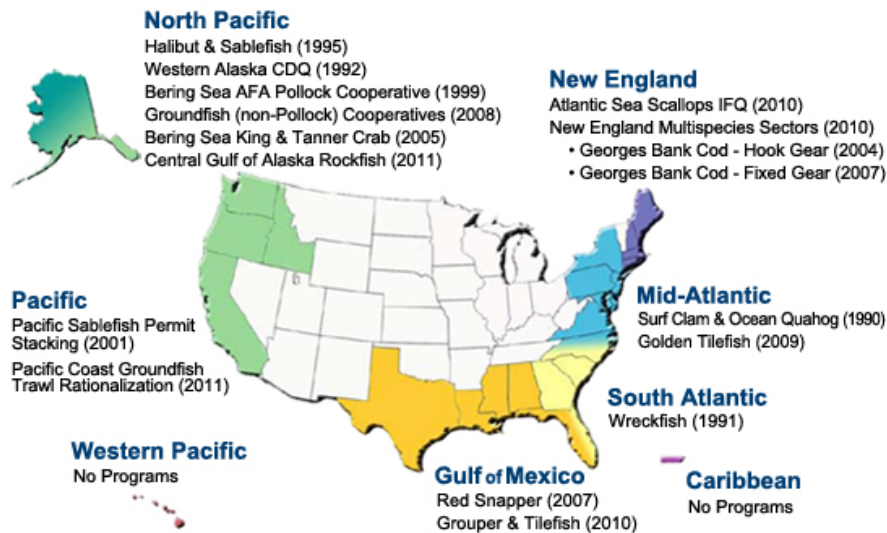 North Pacific
Halibut & Sablefish (1995)
Western Alaska CDQ (1992)
Bering Sea AFA Pollock Cooperative (1999)
Groundfish (non-Pollock) Cooperatives (2008)
Bering Sea King & Tanner Crab (2005)
Central Gulf of Alaska Rockfish (2011)
New England
Atlantic Sea Scallops IFQ (2010)
New England Multispecies Sectors (2010)
• Georges Bank Cod - Hook Gear (2004)
• Georges Bank Cod - Fixed Gear (2007)
Pacific
Pacific Sablefish Permit
Stacking (2001)
Pacific Coast Groundfish
Trawl Rationalization (2011)
Mid-Atlantic
Surf Clam & Ocean Quahog (1990)
Golden Tilefish (2009)
South Atlantic
Wreckfish (1991)
Western Pacific
No Programs
Gulf of Mexico
Red Snapper (2007)
Grouper & Tilefish (2010)
Caribbean
No Programs